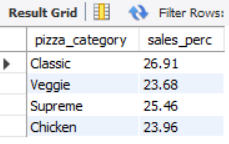 Result Grid Filter Rows:
pizza_category sales_perc
Classic 26.91
Veggie 23.68
Supreme 25.46
Chicken 23.96